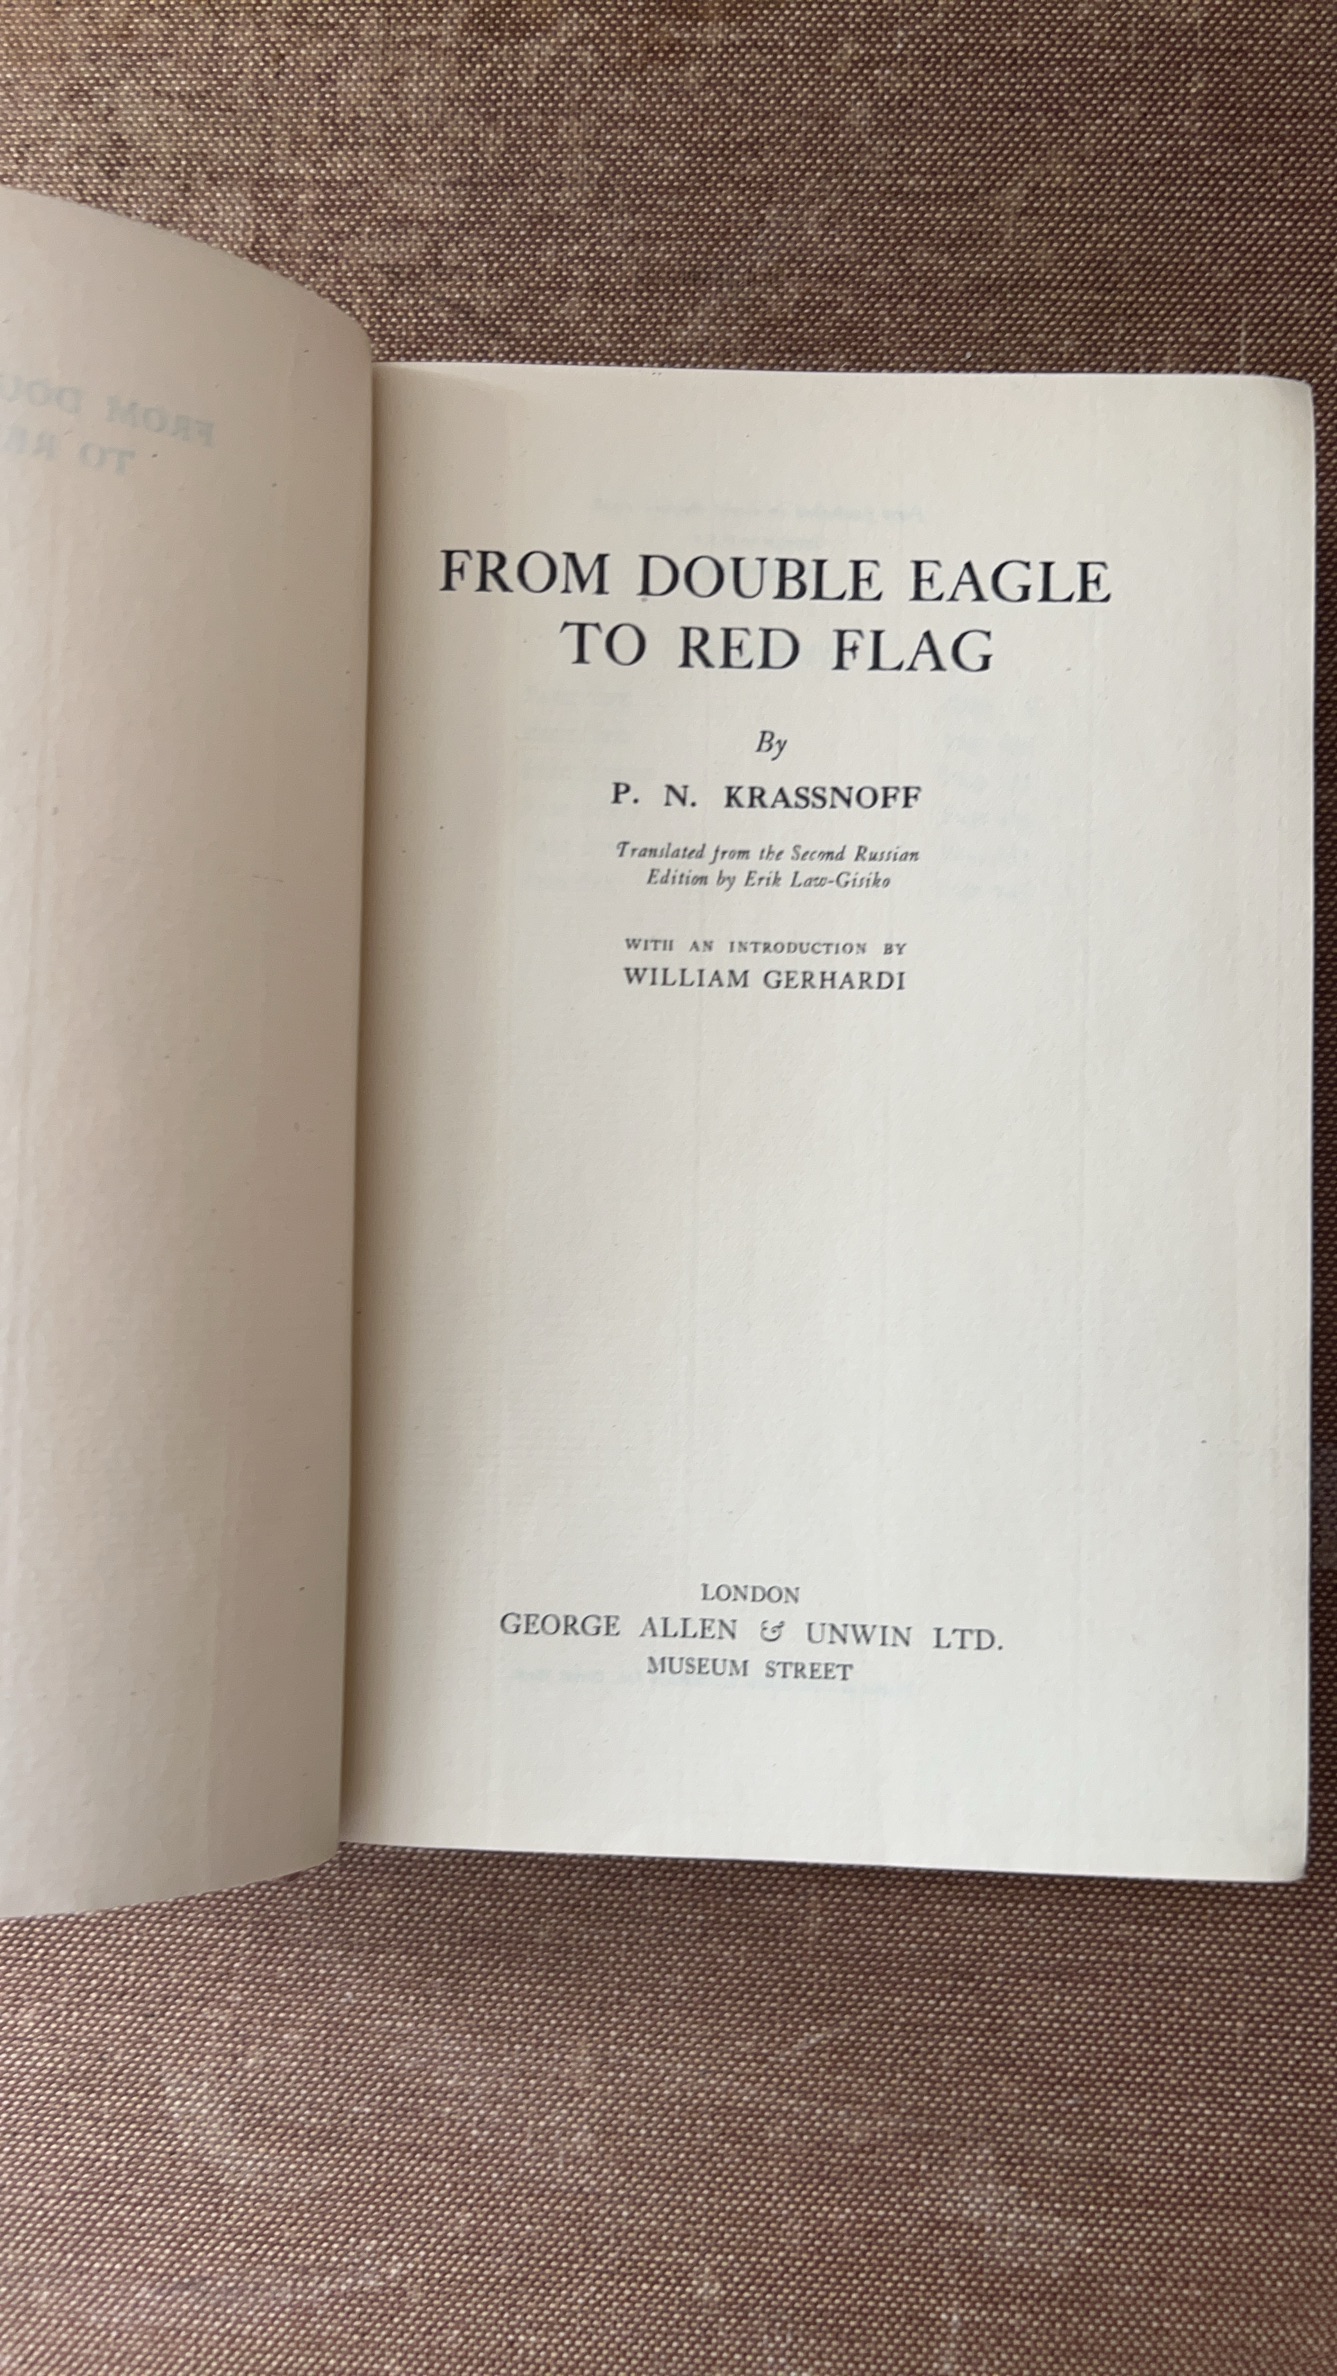 FROM DOUBLE EAGLE
TO RED FLAG
By
P. N. KRASSNOFF
Translated from the Second Russian
Edition by Erik Law-Gisiko
WITH AN INTRODUCTION BY
WILLIAM GERHARDI
LONDON
GEORGE ALLEN & UNWIN LTD.
MUSEUM STREET